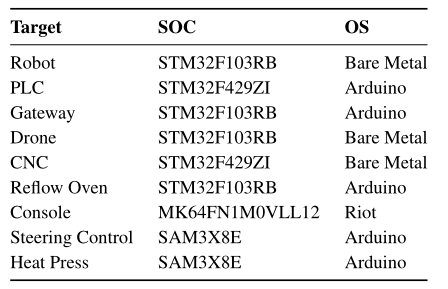 Target SOC OS
Robot STM32F103RB Bare Metal
PLC STM32F429ZI Arduino
Gateway STM32F103RB Arduino
Drone STM32F103RB Bare Metal
CNC STM32F429ZI Bare Metal
Reflow Oven STM32F103RB Arduino
Console MK64FN1M0VLL12 Riot
Steering Control SAM3X8E Arduino
Heat Press SAM3X8E Arduino